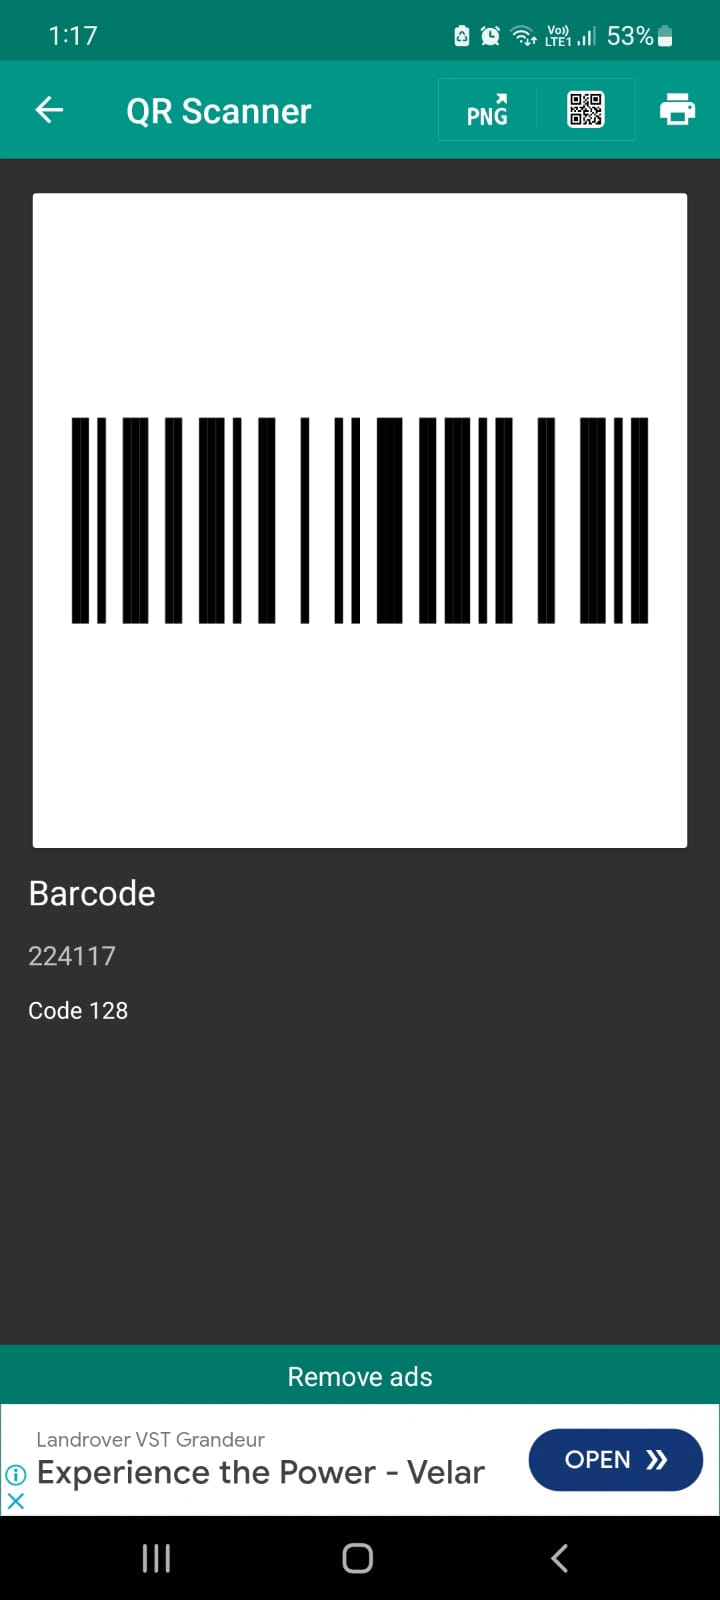 1:17
Vo)) LTE1 53%
QR Scanner PNG
Barcode
224117
Code 128
Remove ads
Landrover VST Grandeur
Experience the Power - Velar
OPEN